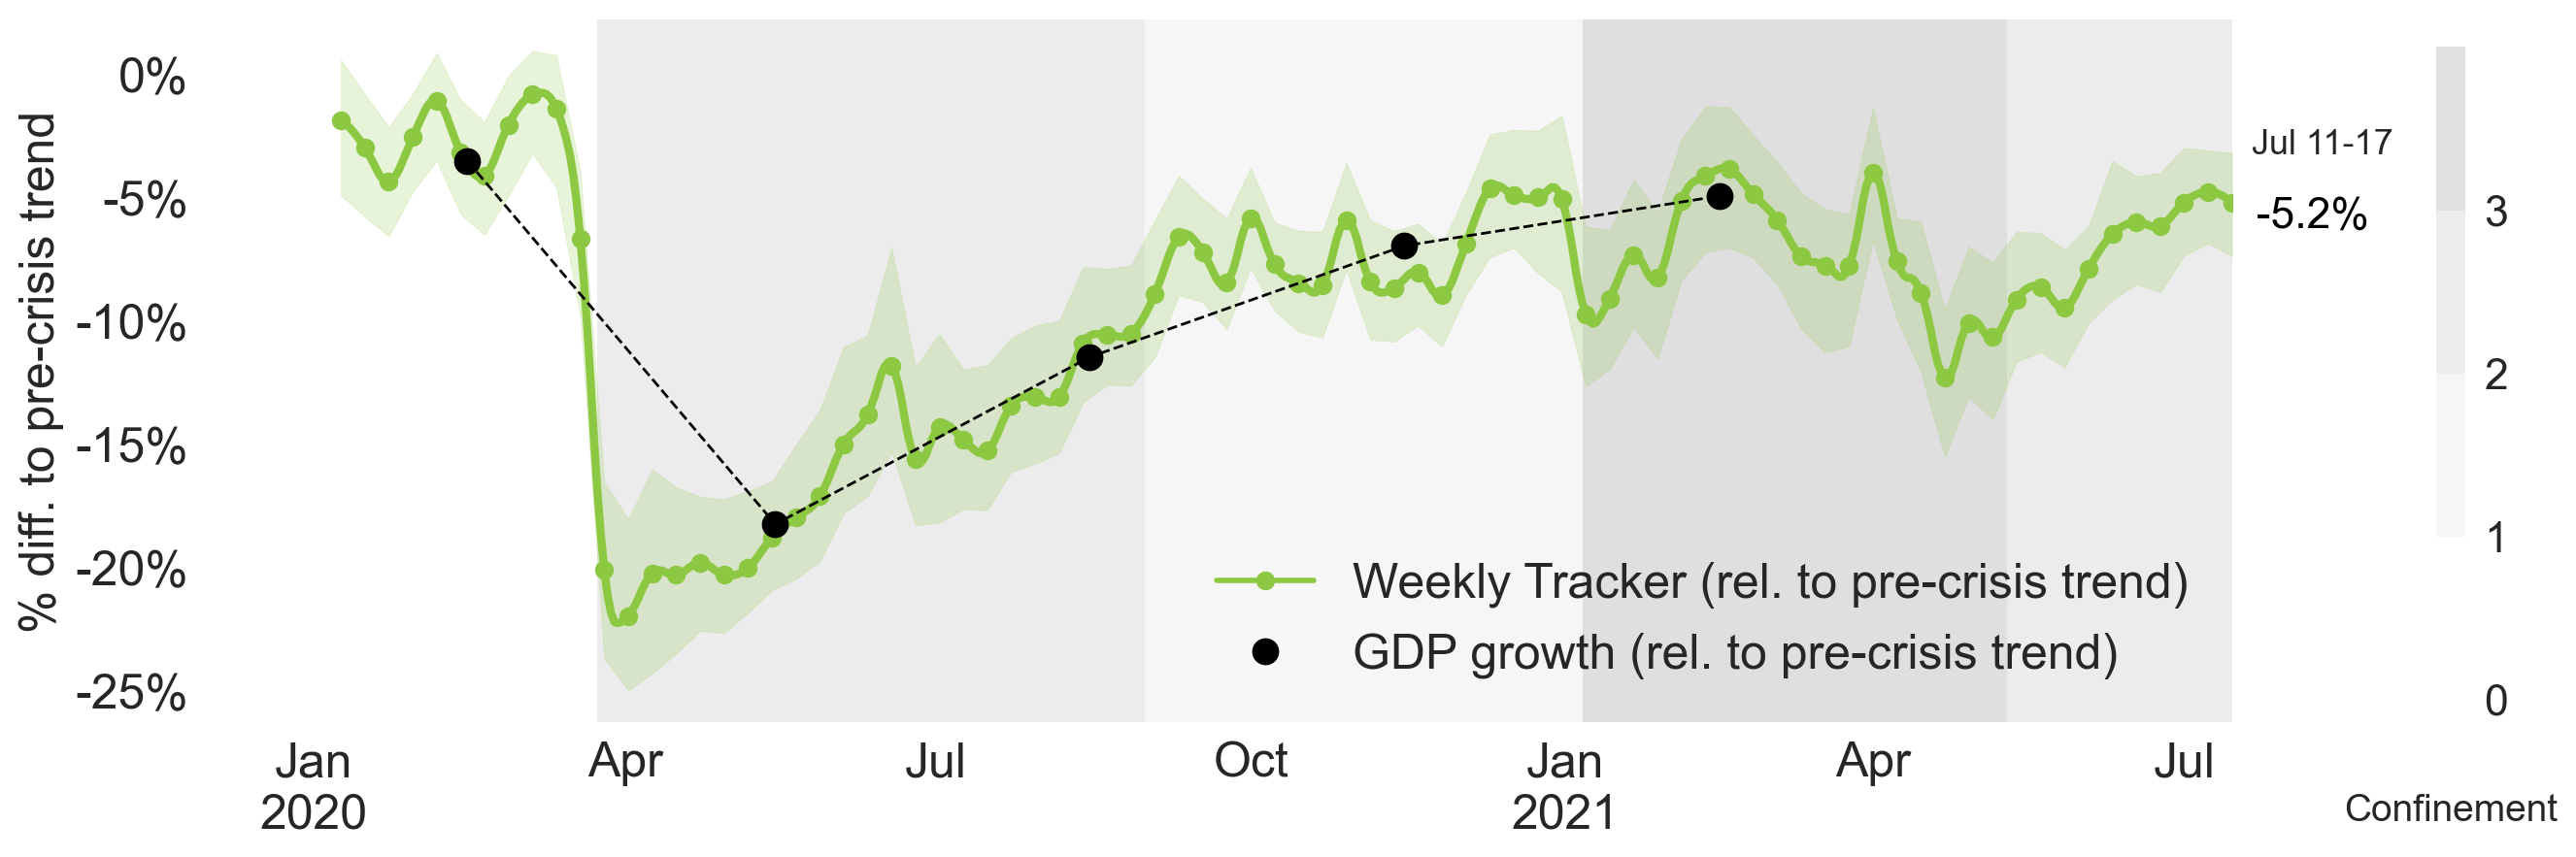 % diff. to pre-crisis trend
0%
-5%
-10%
-15%
-20%
-25%
Jan
2020
Apr
Jul
Oct
Jan
2021
Apr
Jul
Weekly Tracker (rel. to pre-crisis trend)
GDP growth (rel. to pre-crisis trend)
Jul 11-17
-5.2%
3
2
1
0
Confinement